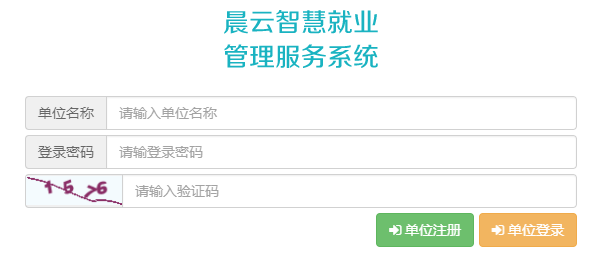 晨云智慧就业
管理服务系统
单位名称 请输入单位名称
登录密码 请输登录密码
1576 请输入验证码
单位注册 单位登录